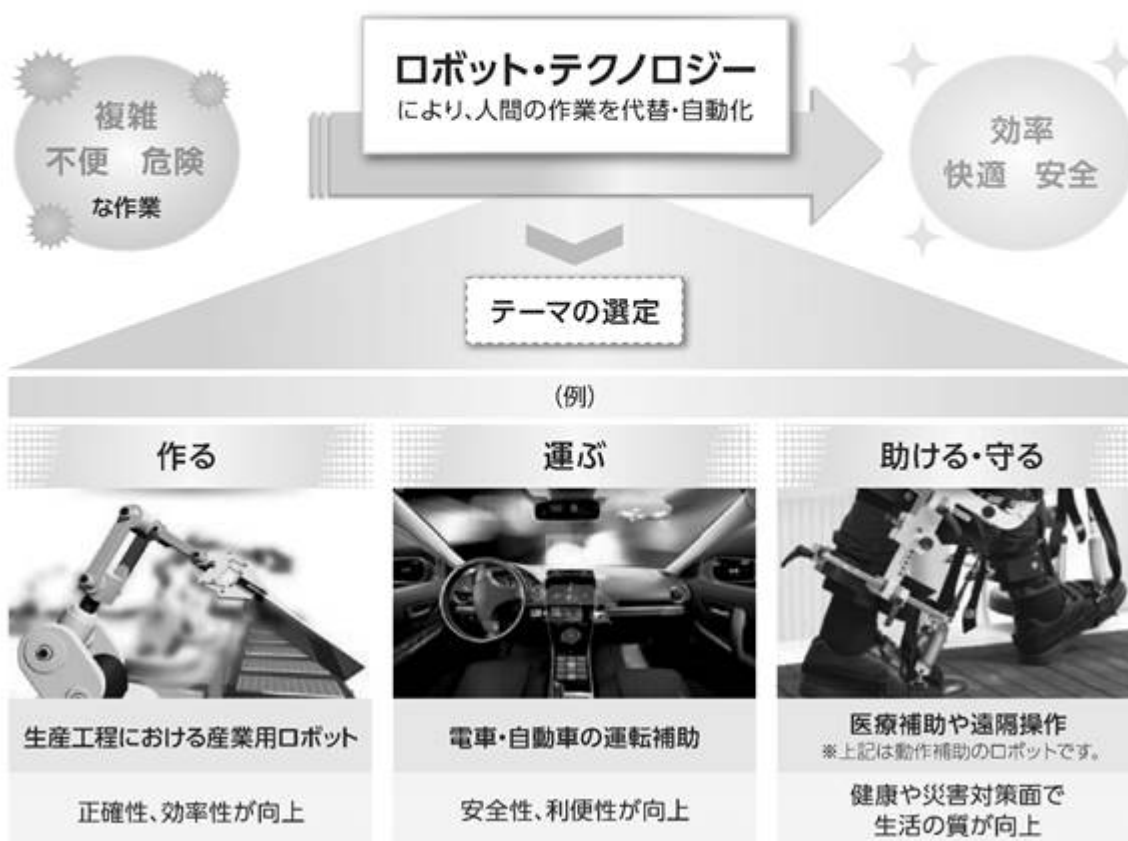 複雑
不便 危険
な作業
ロボット・テクノロジー
により、人間の作業を代替・自動化
効率
快適 安全
テーマの選定
(例)
作る
運ぶ
助ける・守る
生産工程における産業用ロボット
電車・自動車の運転補助
医療補助や遠隔操作
※上記は動作補助のロボットです。
正確性、効率性が向上
安全性、利便性が向上
健康や災害対策面で
生活の質が向上